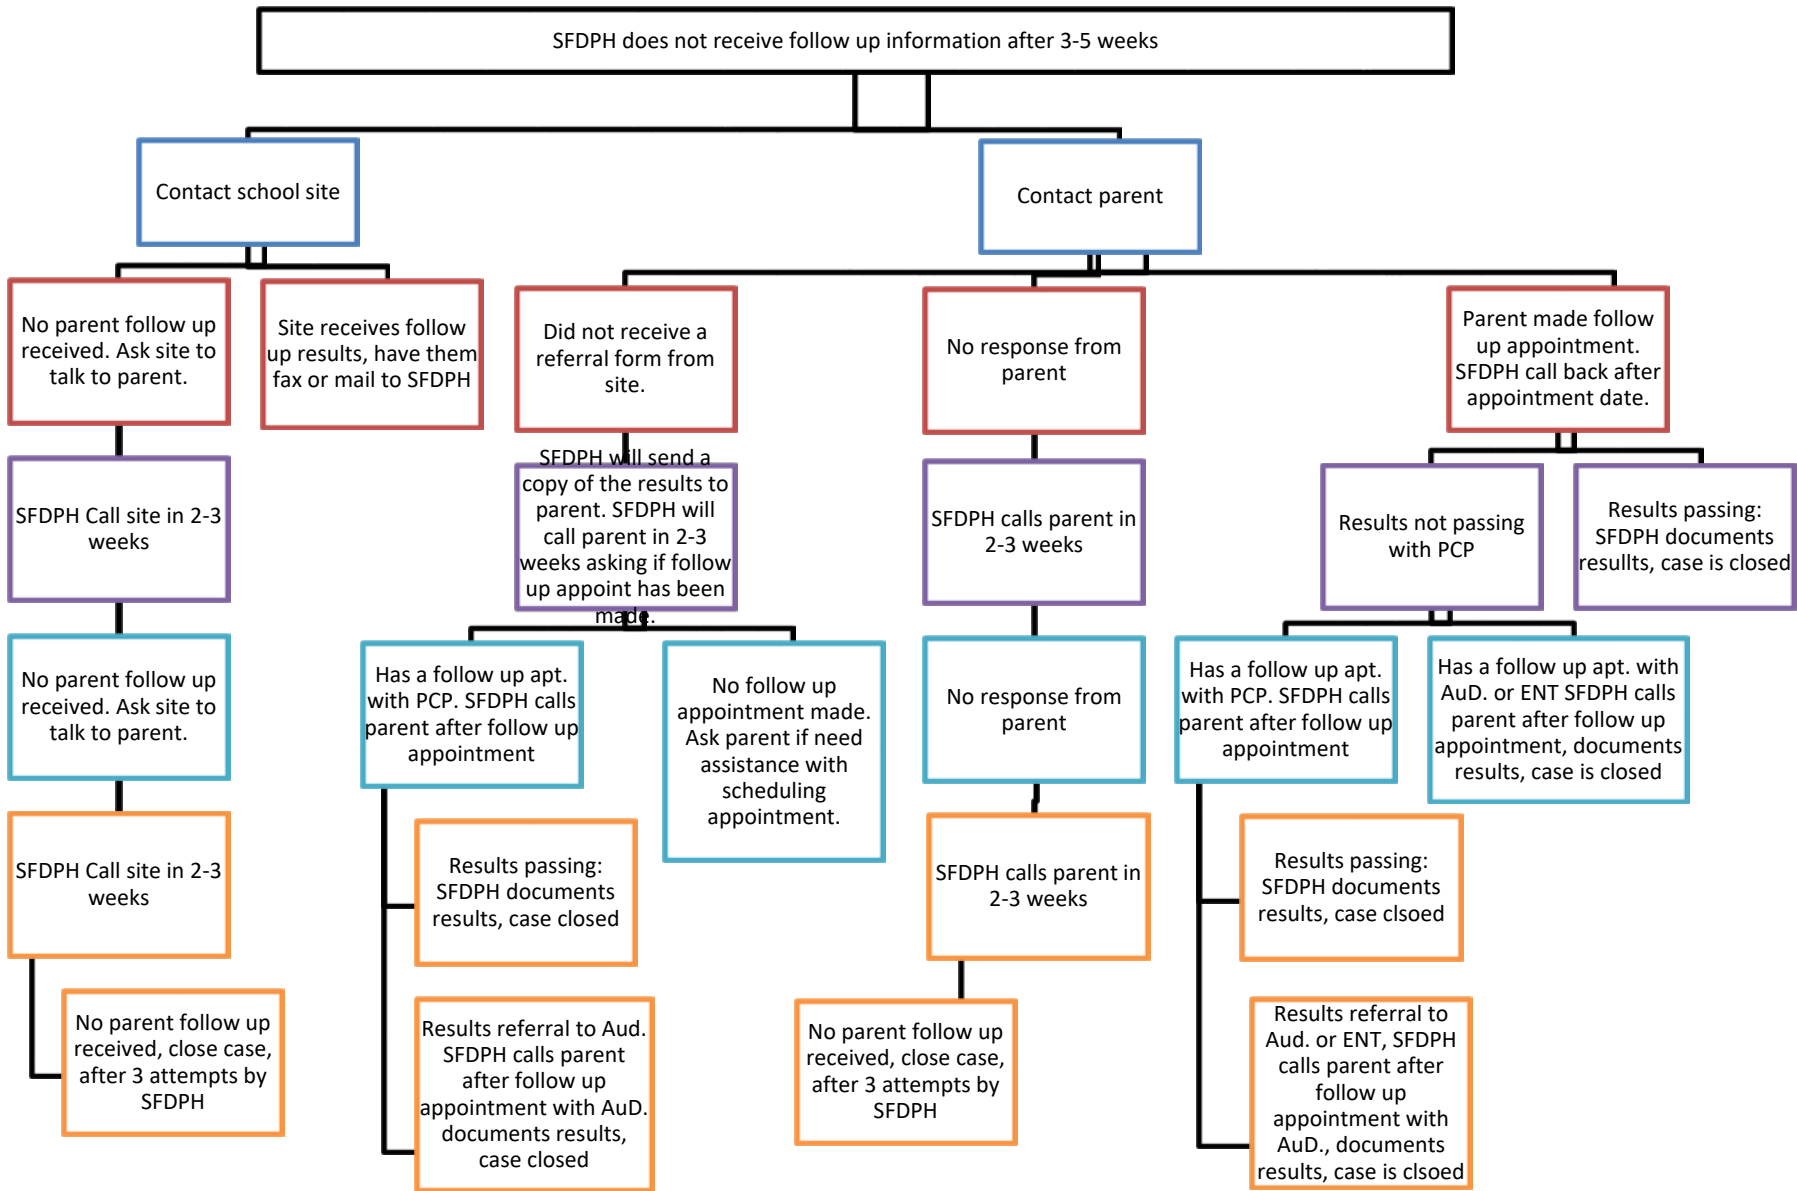 SFDPH does not receive follow up information after 3-5 weeks
Contact school site
Contact parent
No parent follow up
received. Ask site to
talk to parent.
Site receives follow
up results, have them
fax or mail to SFDPH
Did not receive a
referral form from
site.
No response from
parent
Parent made follow
up appointment.
SFDPH call back after
appointment date.
SFDPH Call site in 2-3
weeks
SFDPH will send a
copy of the results to
parent. SFDPH will
call parent in 2-3
weeks asking if follow
up appoint has been
made.
SFDPH calls parent in
2-3 weeks
Results not passing
with PCP
Results passing:
SFDPH documents
resullts, case is closed
No parent follow up
received. Ask site to
talk to parent.
Has a follow up apt.
with PCP. SFDPH calls
parent after follow up
appointment
No follow up
appointment made.
Ask parent if need
assistance with
scheduling
appointment.
No response from
parent
Has a follow up apt.
with PCP. SFDPH calls
parent after follow up
appointment
Has a follow up apt. with
AuD. or ENT SFDPH calls
parent after follow up
appointment, documents
results, case is closed
SFDPH Call site in 2-3
weeks
Results passing:
SFDPH documents
results, case closed
SFDPH calls parent in
2-3 weeks
Results passing:
SFDPH documents
results, case clsoed
No parent follow up
received, close case,
after 3 attempts by
SFDPH
Results referral to Aud.
SFDPH calls parent
after follow up
appointment with AuD.
documents results,
case closed
No parent follow up
received, close case,
after 3 attempts by
SFDPH
Results referral to
Aud. or ENT, SFDPH
calls parent after
follow up
appointment with
AuD., documents
results, case is clsoed